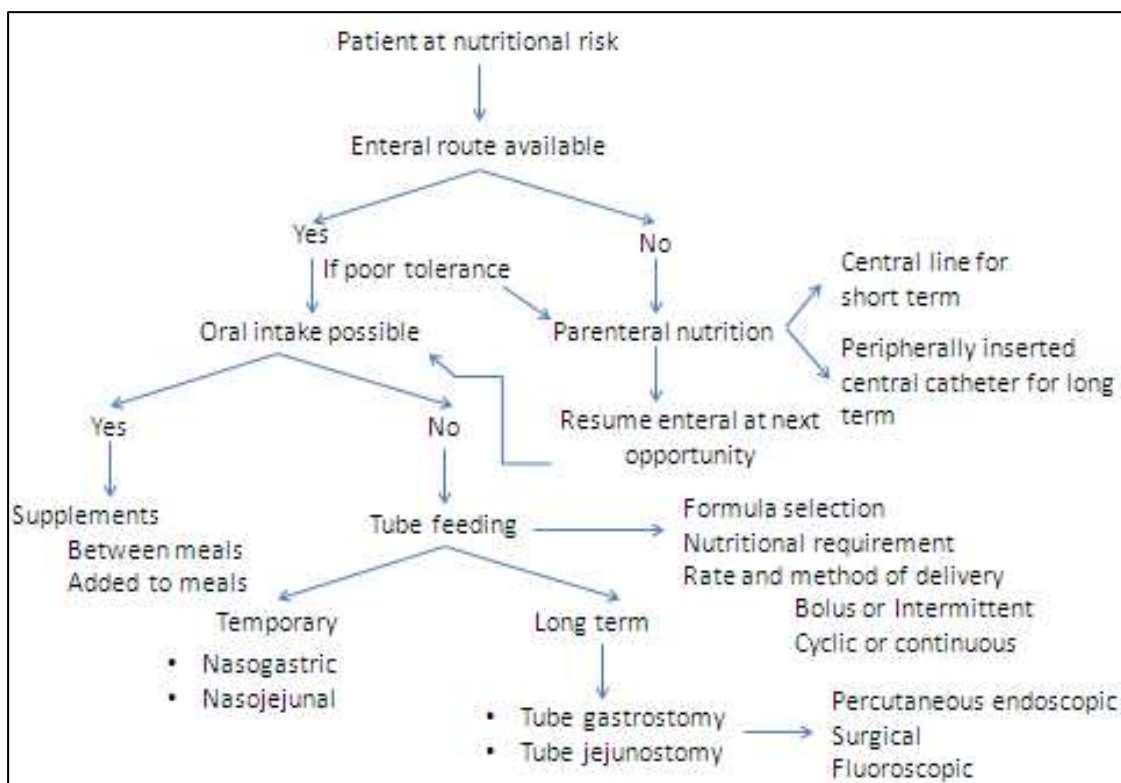 Patient at nutritional risk
Enteral route available
Yes
No
If poor tolerance
Central line for
short term
Oral intake possible
Parenteral nutrition
Peripherally inserted
central catheter for long
term
Yes
No
Resume enteral at next
opportunity
Supplements
Between meals
Added to meals
Tube feeding
Formula selection
Nutritional requirement
Rate and method of delivery
Bolus or Intermittent
Cyclic or continuous
Temporary
• Nasogastric
• Nasojejunal
Long term
• Tube gastrostomy
• Tube jejunostomy
Percutaneous endoscopic
Surgical
Fluoroscopic